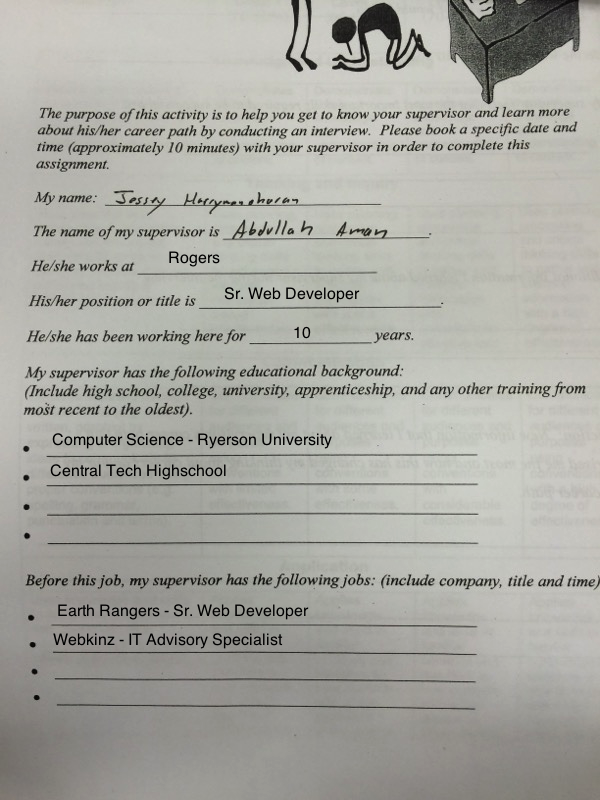 The purpose of this activity is to help you get to know your supervisor and learn more
about his/her career path by conducting an interview. Please book a specific date and
time (approximately 10 minutes) with your supervisor in order to complete this
assignment.
My name: Jessey
The name of my supervisor is Abdullah Aman.
He/she works at Rogers
His/her position or title is Sr. Web Developer.
He/she has been working here for 10 years.
My supervisor has the following educational background:
(Include high school, college, university, apprenticeship, and any other training from
most recent to the oldest).
• Computer Science - Ryerson University
• Central Tech Highschool
•
•
Before this job, my supervisor has the following jobs: (include company, title and time)
• Earth Rangers - Sr. Web Developer
• Webkinz - IT Advisory Specialist
•
•